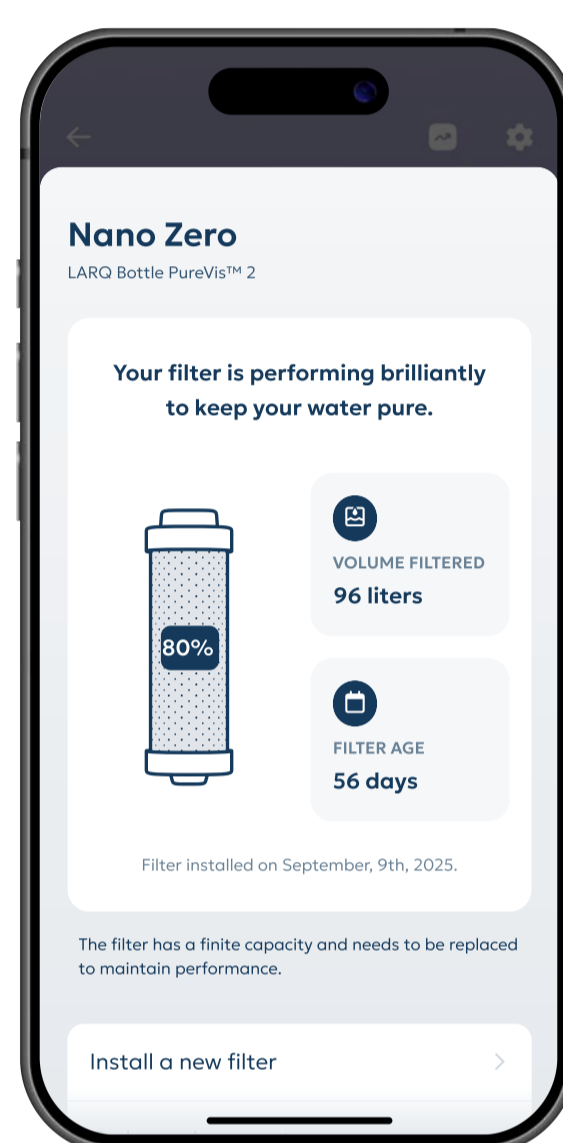 Nano Zero
LARQ Bottle PureVis™ 2
Your filter is performing brilliantly
to keep your water pure.
80%
VOLUME FILTERED
96 liters
FILTER AGE
56 days
Filter installed on September, 9th, 2025.
The filter has a finite capacity and needs to be replaced
to maintain performance.
Install a new filter